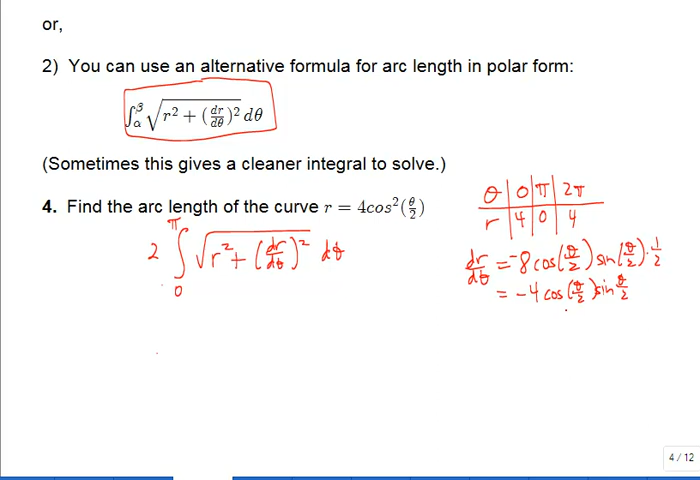 or,
2) You can use an alternative formula for arc length in polar form:
∫_α^β √(r² + (dr/dθ)²) dθ
(Sometimes this gives a cleaner integral to solve.)
4. Find the arc length of the curve r = 4cos²(θ/2)
θ | 0 | π | 2π
r | 4 | 0 | 4
2 ∫_0^π √(r² + (dr/dθ)²) dθ
dr/dθ = -8 cos(θ/2) sin(θ/2) · 1/2
= -4 cos(θ/2) sin θ/2
4 / 12